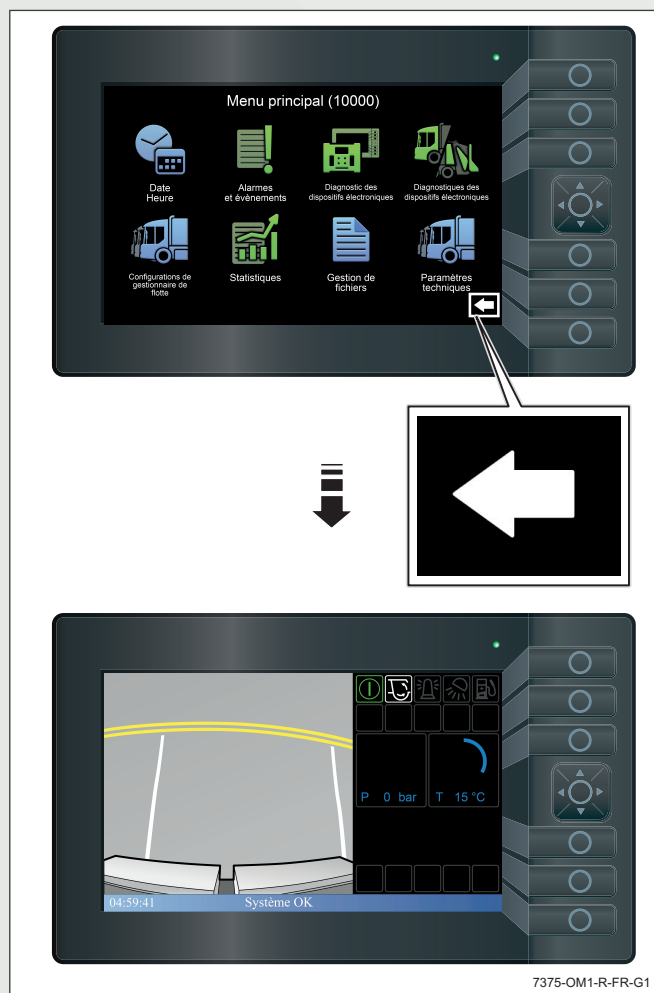 Menu principal (10000)
Date
Heure
Alarmes
et évènements
Diagnostic des
dispositifs électroniques
Diagnostiques des
dispositifs électroniques
Configurations de
gestionnaire de
flotte
Statistiques
Gestion de
fichiers
Paramètres
techniques
P 0 bar
T 15 °C
04:59:41 Système OK
7375-OM1-R-FR-G1